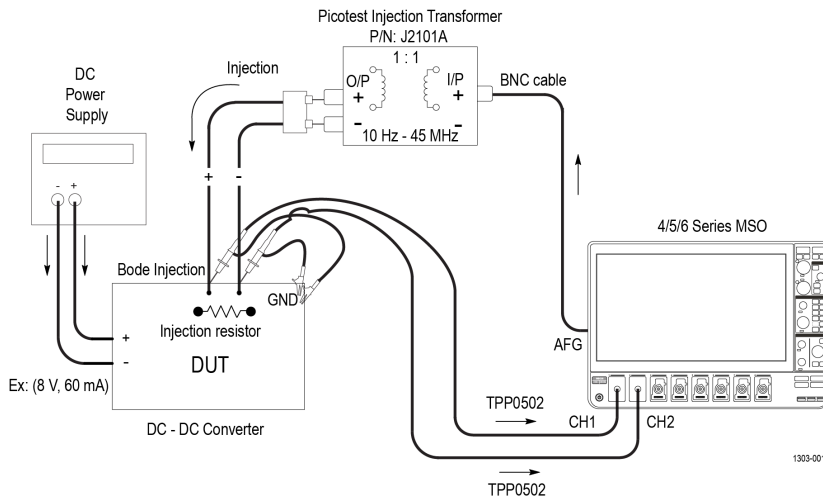 Picotest Injection Transformer
P/N: J2101A
1 : 1
O/P
I/P
+
+
-
-
10 Hz - 45 MHz
Injection
BNC cable
DC
Power
Supply
- +
+
-
4/5/6 Series MSO
Bode Injection
GND
Injection resistor
DUT
+
-
Ex: (8 V, 60 mA)
DC - DC Converter
AFG
TPP0502
CH1
CH2
TPP0502
1303-001